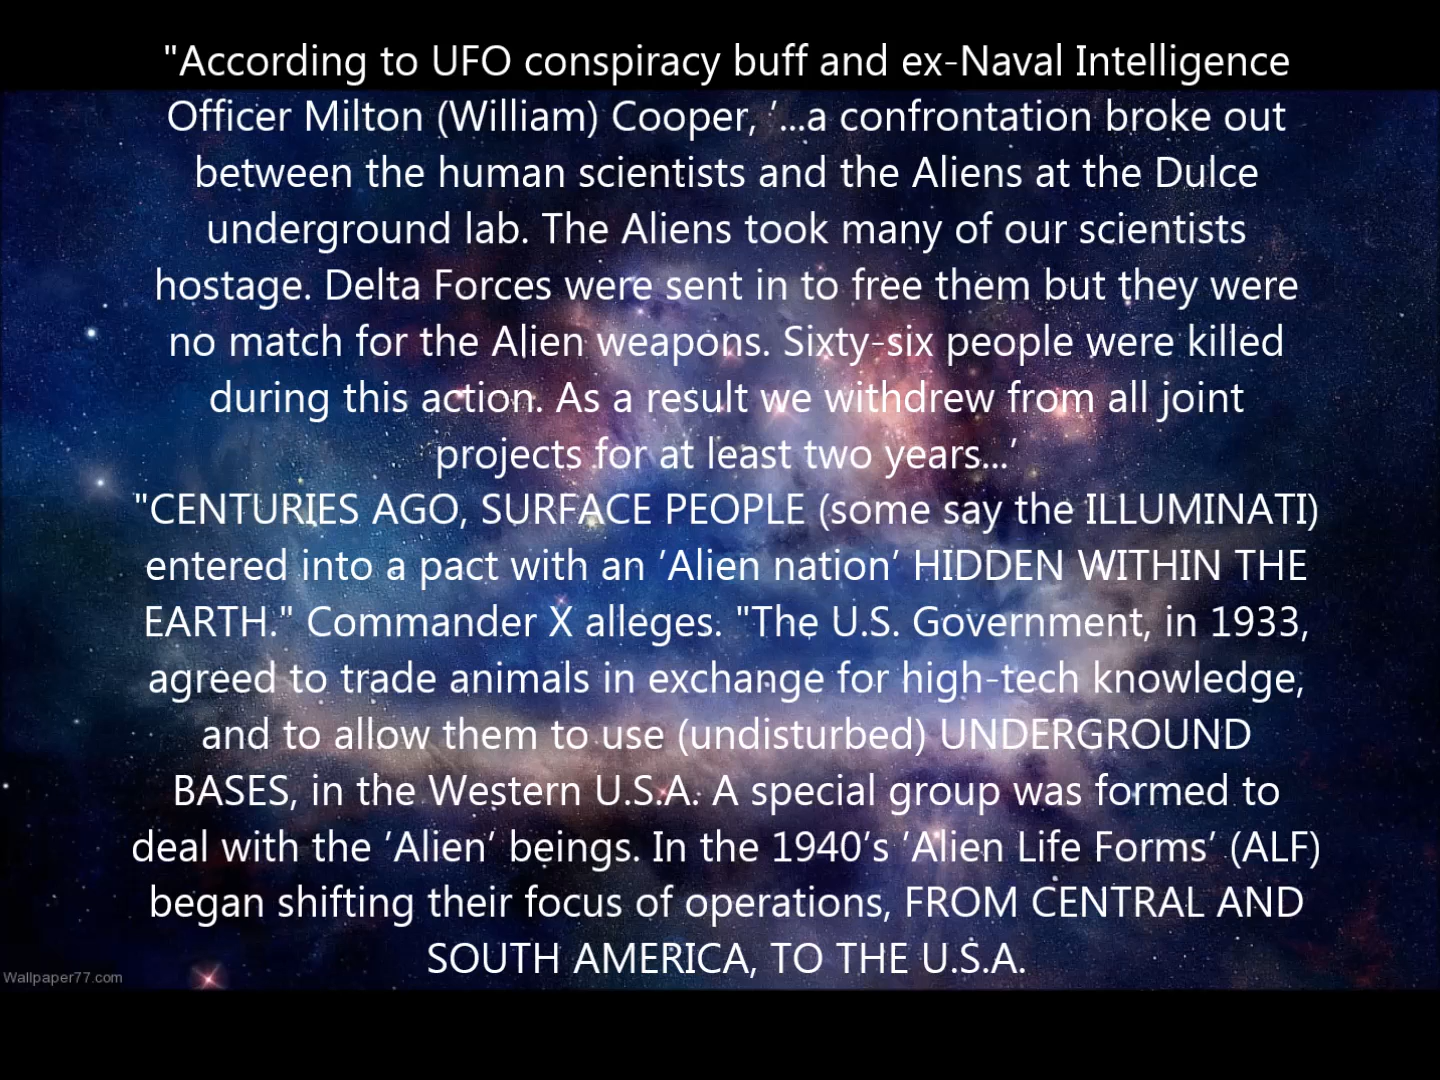 "According to UFO conspiracy buff and ex-Naval Intelligence
Officer Milton (William) Cooper, ‘...a confrontation broke out
between the human scientists and the Aliens at the Dulce
underground lab. The Aliens took many of our scientists
hostage. Delta Forces were sent in to free them but they were
no match for the Alien weapons. Sixty-six people were killed
during this action. As a result we withdrew from all joint
projects for at least two years...’
"CENTURIES AGO, SURFACE PEOPLE (some say the ILLUMINATI)
entered into a pact with an ‘Alien nation’ HIDDEN WITHIN THE
EARTH." Commander X alleges. "The U.S. Government, in 1933,
agreed to trade animals in exchange for high-tech knowledge,
and to allow them to use (undisturbed) UNDERGROUND
BASES, in the Western U.S.A. A special group was formed to
deal with the ‘Alien’ beings. In the 1940’s ‘Alien Life Forms’ (ALF)
began shifting their focus of operations, FROM CENTRAL AND
SOUTH AMERICA, TO THE U.S.A.
Wallpaper77.com